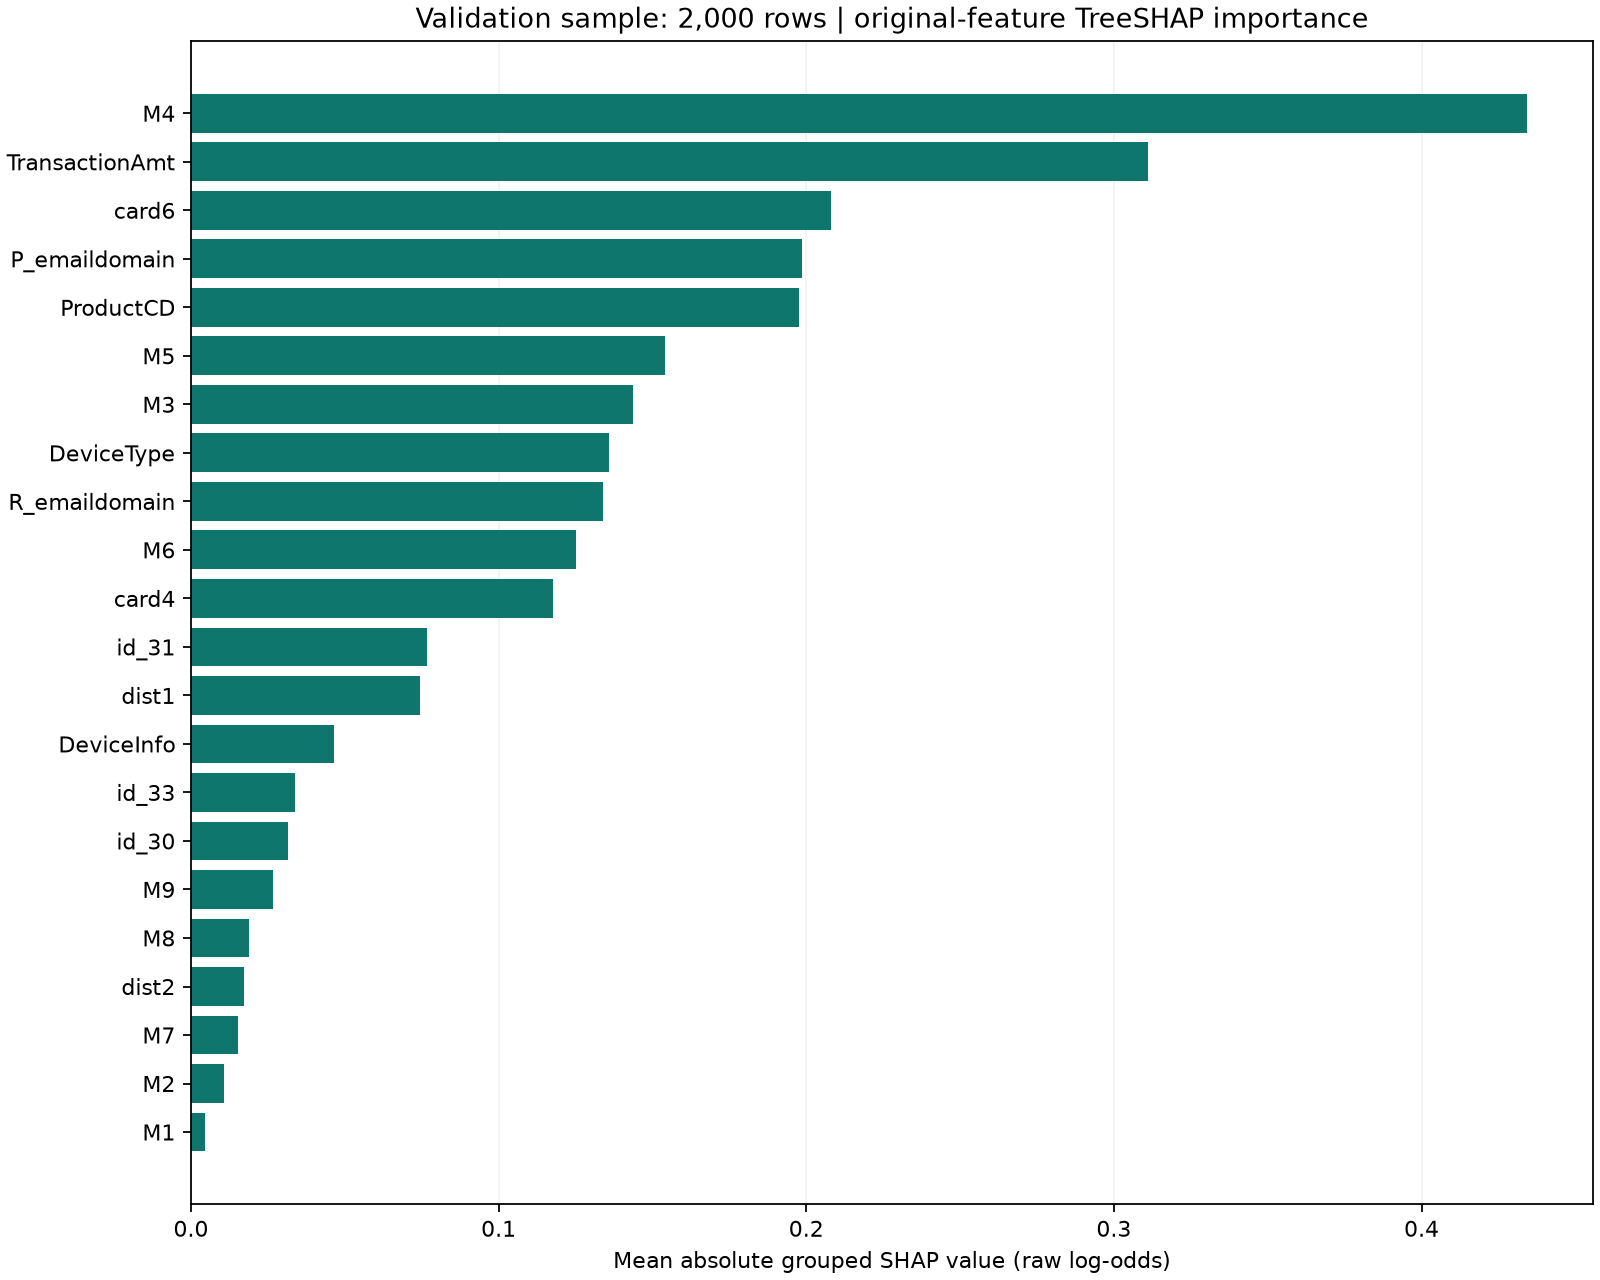 Validation sample: 2,000 rows | original-feature TreeSHAP importance
M4
TransactionAmt
card6
P_emaildomain
ProductCD
M5
M3
DeviceType
R_emaildomain
M6
card4
id_31
dist1
DeviceInfo
id_33
id_30
M9
M8
dist2
M7
M2
M1
0.0 0.1 0.2 0.3 0.4
Mean absolute grouped SHAP value (raw log-odds)